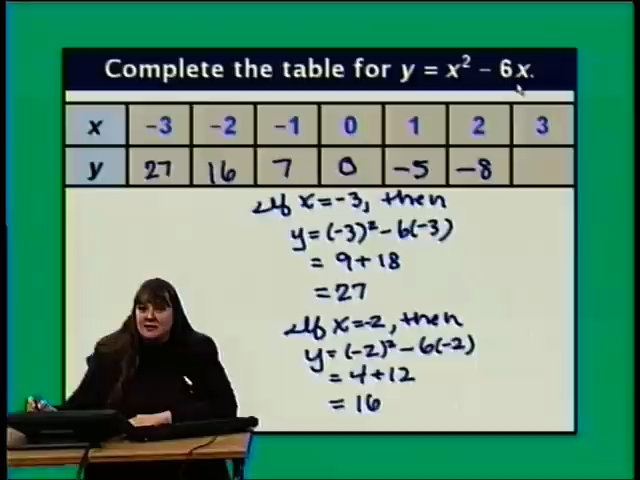 Complete the table for y = x² – 6x.
x –3 –2 –1 0 1 2 3
y 27 16 7 0 –5 –8
If x = -3, then
y = (-3)² - 6(-3)
= 9 + 18
= 27
If x = -2, then
y = (-2)² - 6(-2)
= 4 + 12
= 16